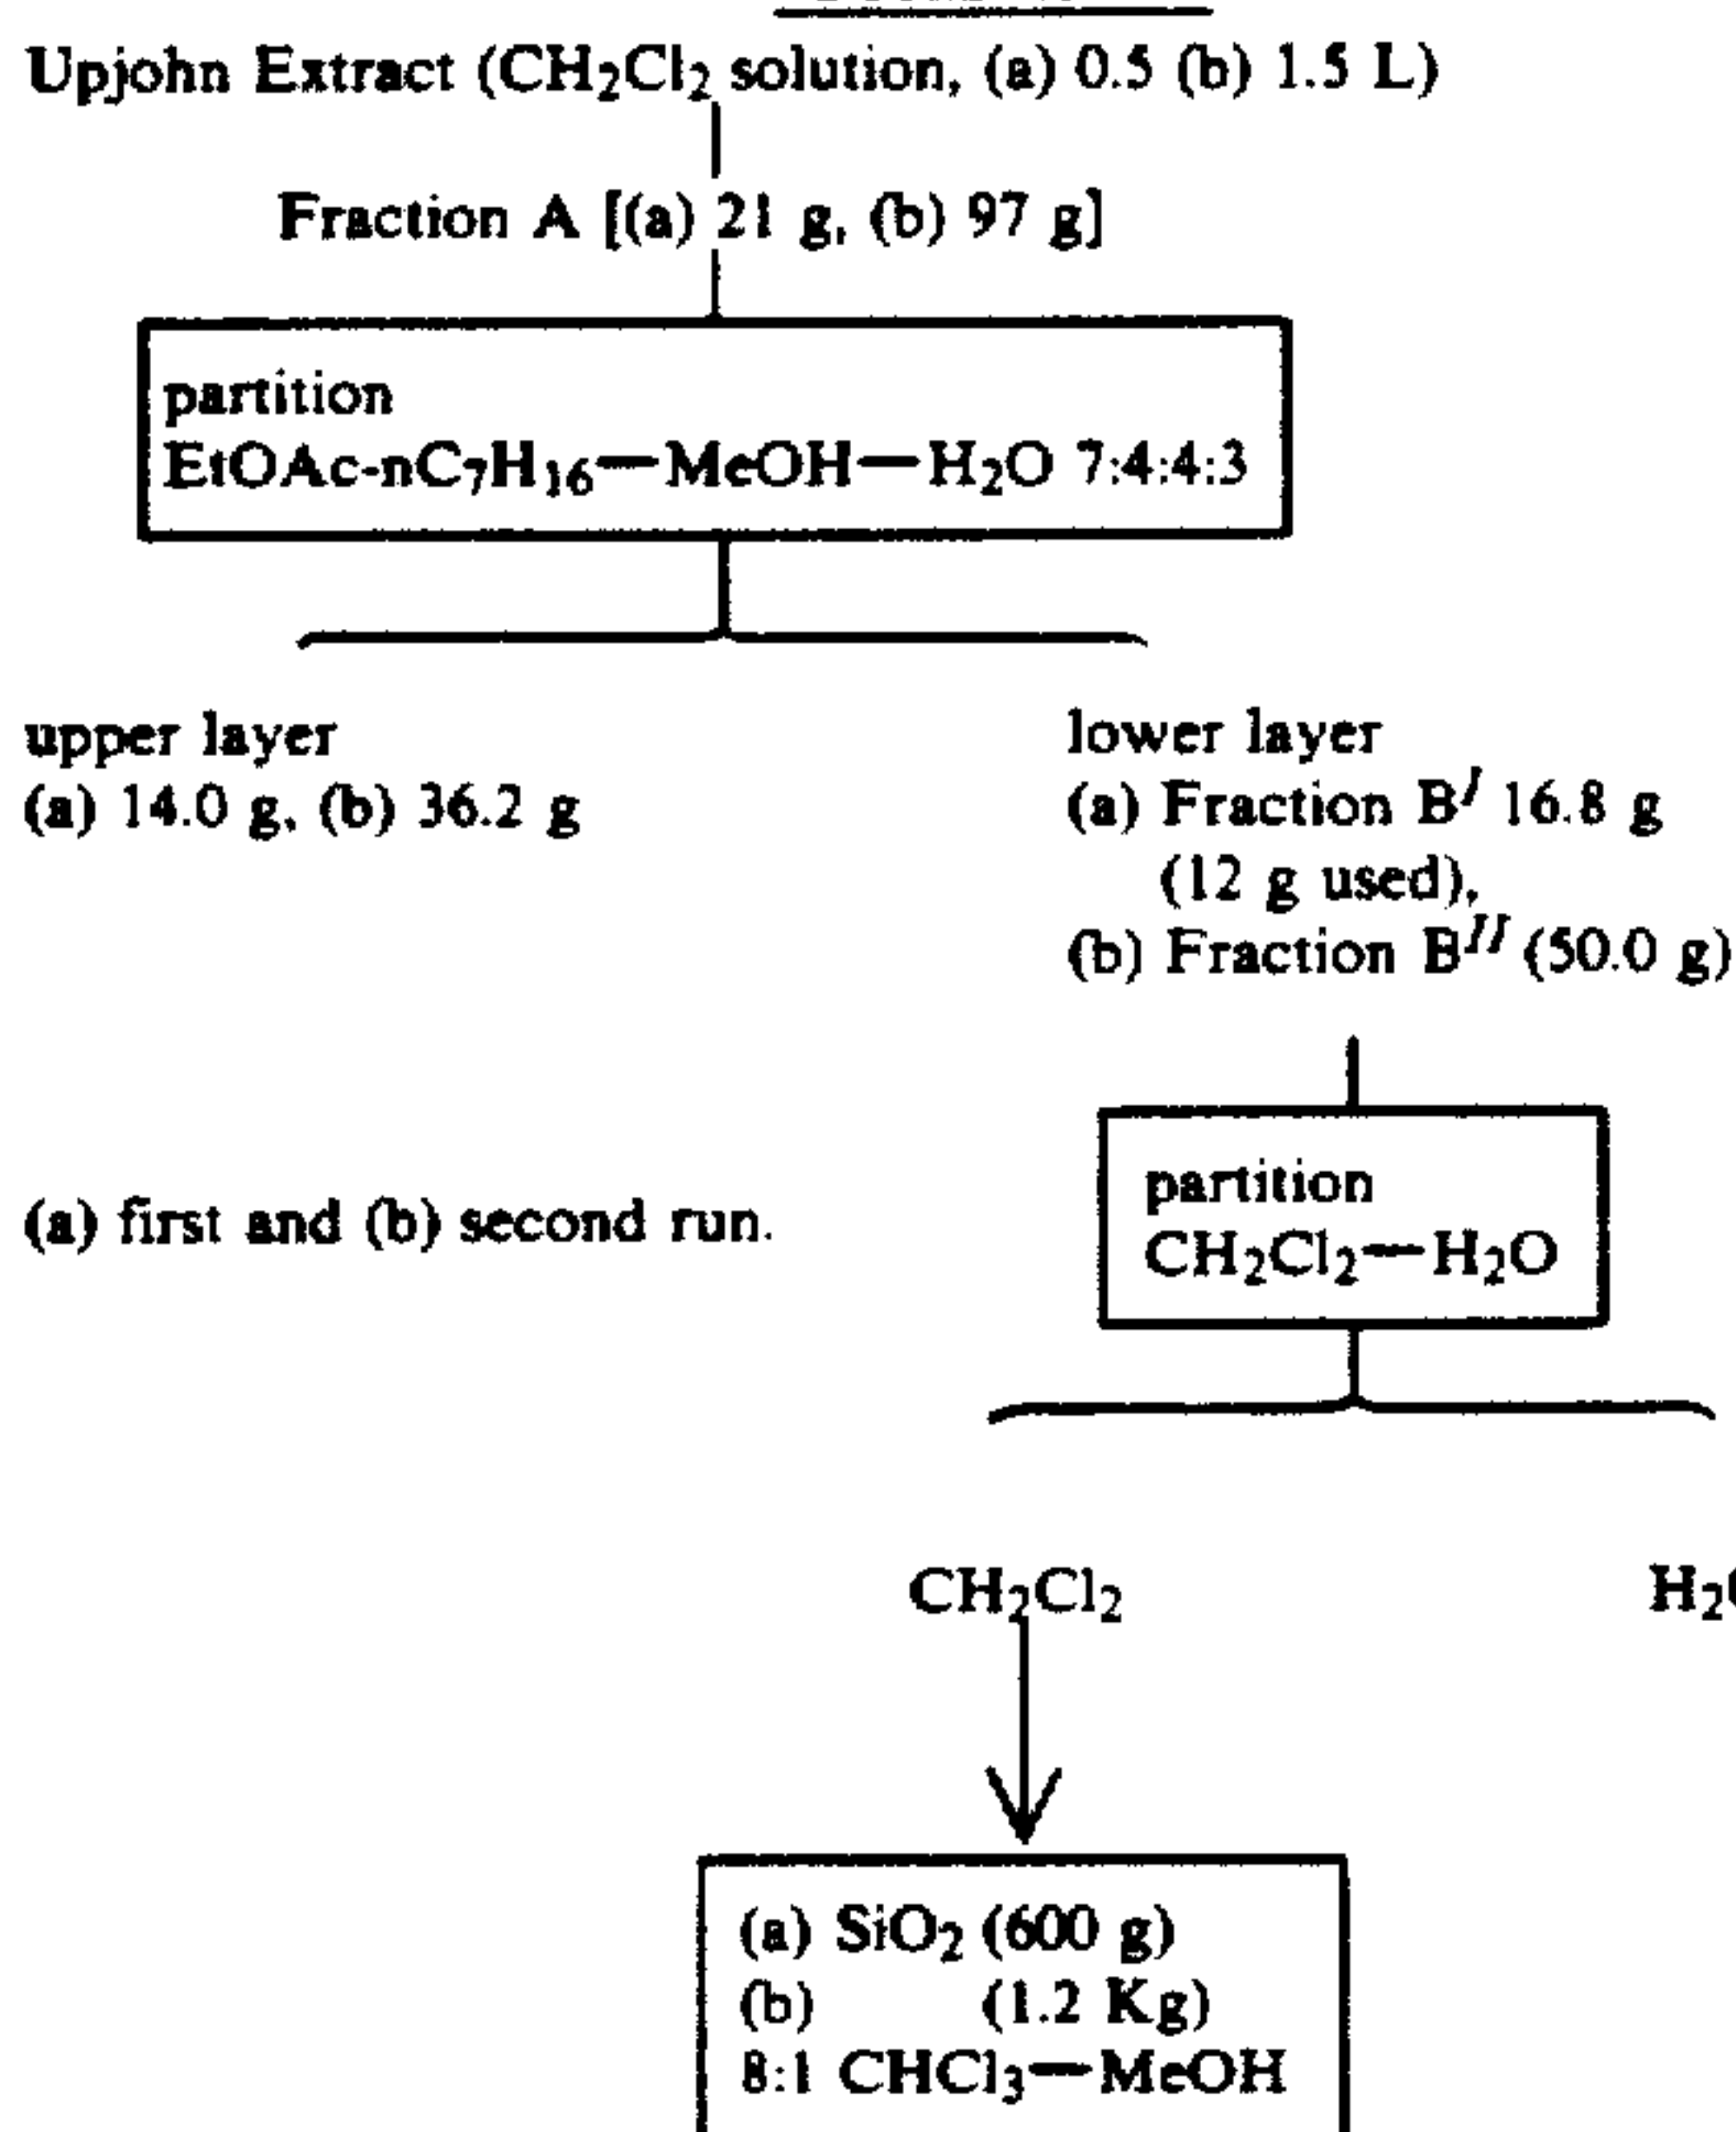 Upjohn Extract (CH₂Cl₂ solution, (a) 0.5 (b) 1.5 L)
Fraction A [(a) 21 g, (b) 97 g]
partition
EtOAc-nC₇H₁₆—MeOH—H₂O 7:4:4:3
upper layer
(a) 14.0 g, (b) 36.2 g
lower layer
(a) Fraction B′ 16.8 g
(12 g used),
(b) Fraction B″ (50.0 g)
partition
CH₂Cl₂—H₂O
(a) first and (b) second run.
CH₂Cl₂
(a) SiO₂ (600 g)
(b) (1.2 Kg)
8:1 CHCl₃—MeOH